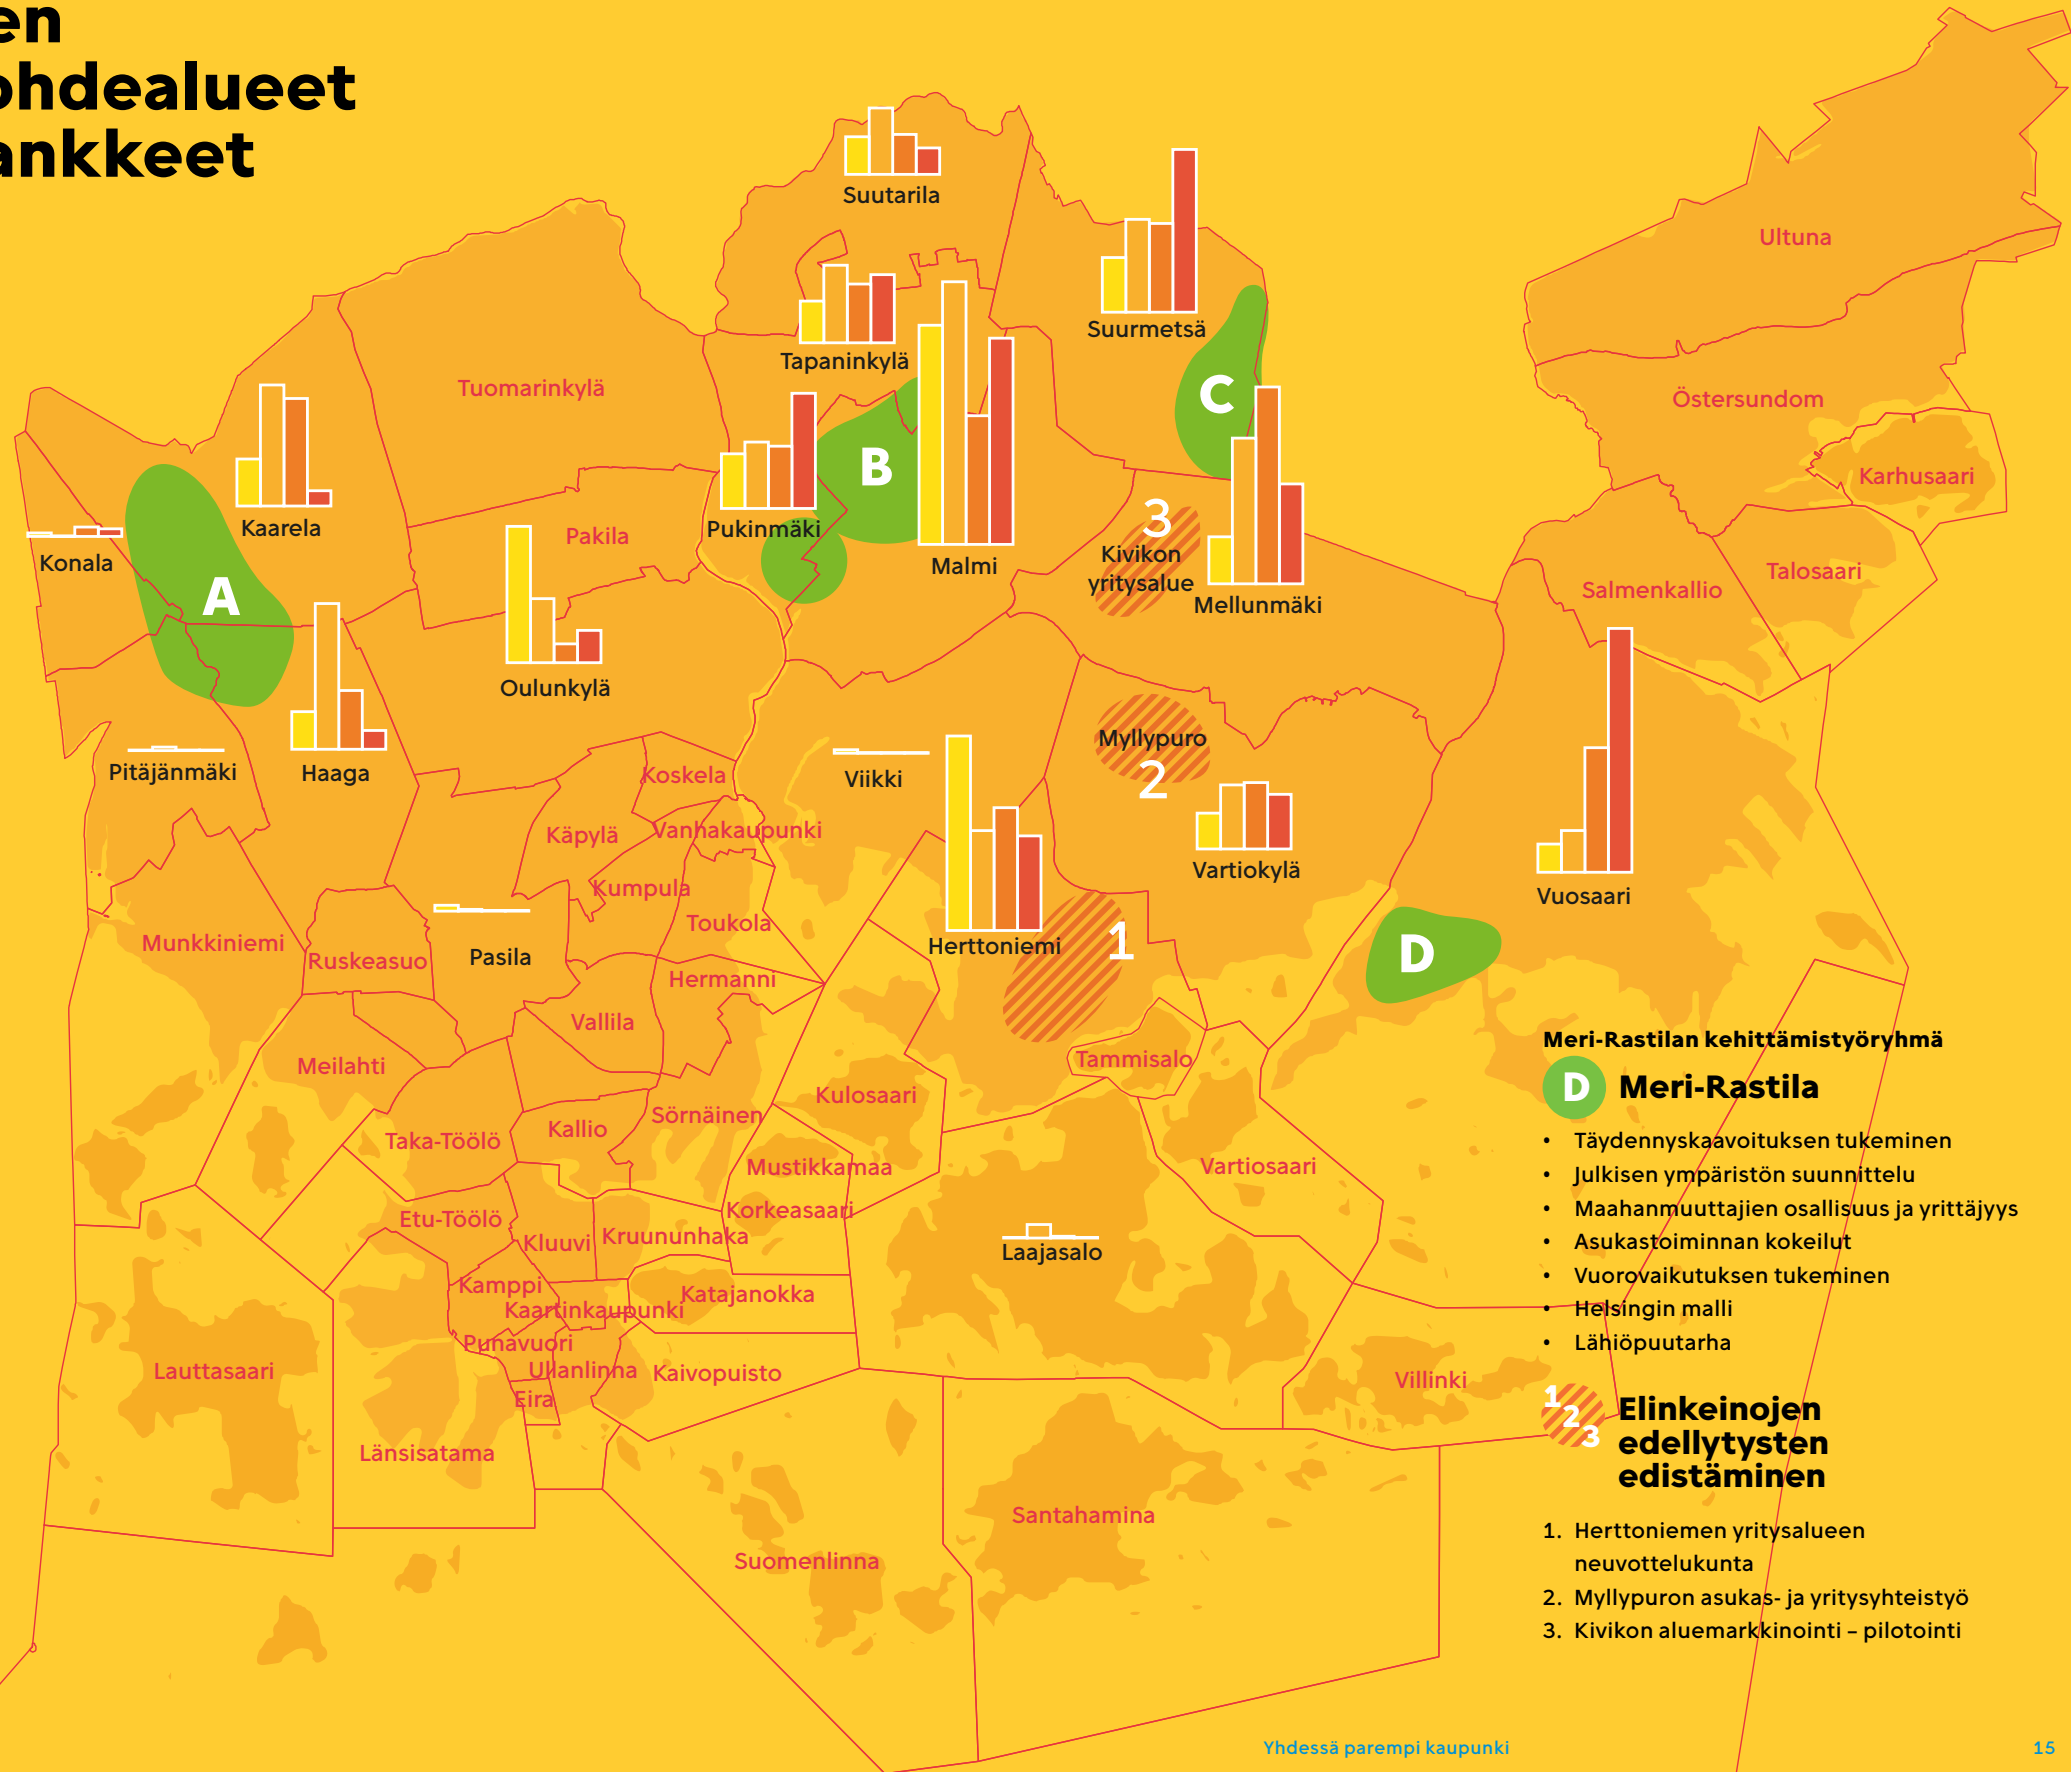 en
ohdealueet
ankkeet
Suutarila
Ultuna
Suurmetsä
Tapaninkylä
Tuomarinkylä
Östersundom
C
B
Karhusaari
3
Kaarela
Pakila
Pukinmäki
Konala
Kivikon
yritysalue
Malmi
Talosaari
A
Salmenkallio
Mellunmäki
Oulunkylä
Myllypuro
2
Pitäjänmäki
Haaga
Koskela
Viikki
Käpylä
Vanhakaupunki
Vartiokylä
Kumpula
Vuosaari
Toukola
Munkkiniemi
Ruskeasuo
Pasila
Herttoniemi
1
D
Hermanni
Vallila
Meilahti
Tammisalo
Kulosaari
Sörnäinen
Kallio
Taka-Töölö
Mustikkamaa
Vartiosaari
Korkeasaari
Etu-Töölö
Kluuvi
Kruununhaka
Laajasalo
Kamppi
Katajanokka
Kaartinkaupunki
Punavuori
Ullanlinna
Kaivopuisto
Lauttasaari
Eira
Villinki
Länsisatama
Santahamina
Suomenlinna
Meri-Rastilan kehittämistyöryhmä
D Meri-Rastila
• Täydennyskaavoituksen tukeminen
• Julkisen ympäristön suunnittelu
• Maahanmuuttajien osallisuus ja yrittäjyys
• Asukastoiminnan kokeilut
• Vuorovaikutuksen tukeminen
• Helsingin malli
• Lähiöpuutarha
1 2 3
Elinkeinojen
edellytysten
edistäminen
1. Herttoniemen yritysalueen
neuvottelukunta
2. Myllypuron asukas- ja yritysyhteistyö
3. Kivikon aluemarkkinointi – pilotointi
Yhdessä parempi kaupunki
15